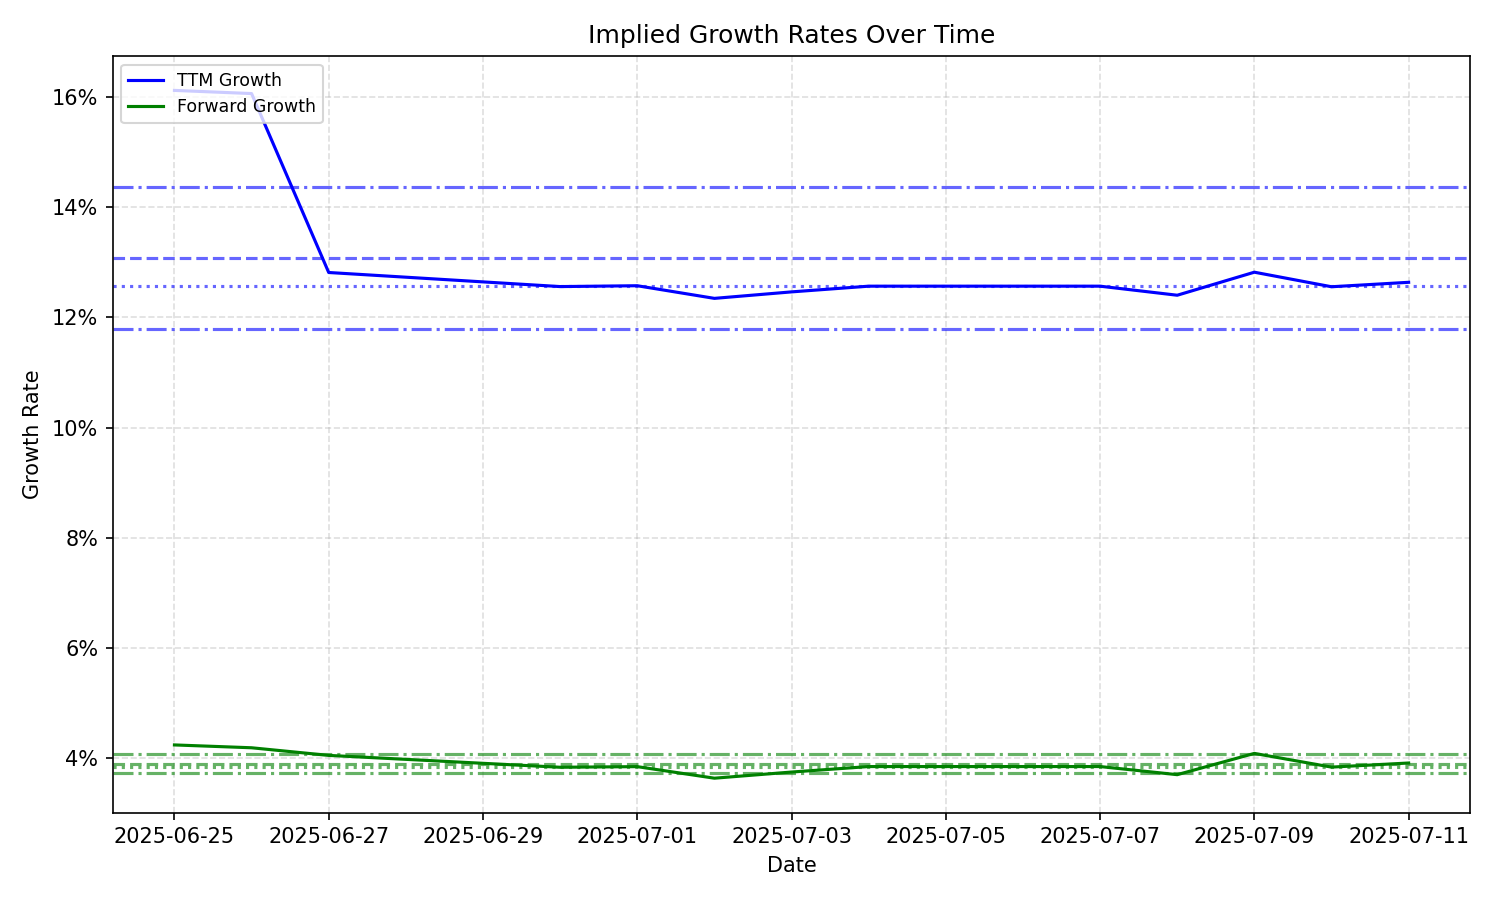 Implied Growth Rates Over Time
TTM Growth
Forward Growth
16%
14%
12%
10%
8%
6%
4%
Growth Rate
2025-06-25 2025-06-27 2025-06-29 2025-07-01 2025-07-03 2025-07-05 2025-07-07 2025-07-09 2025-07-11
Date